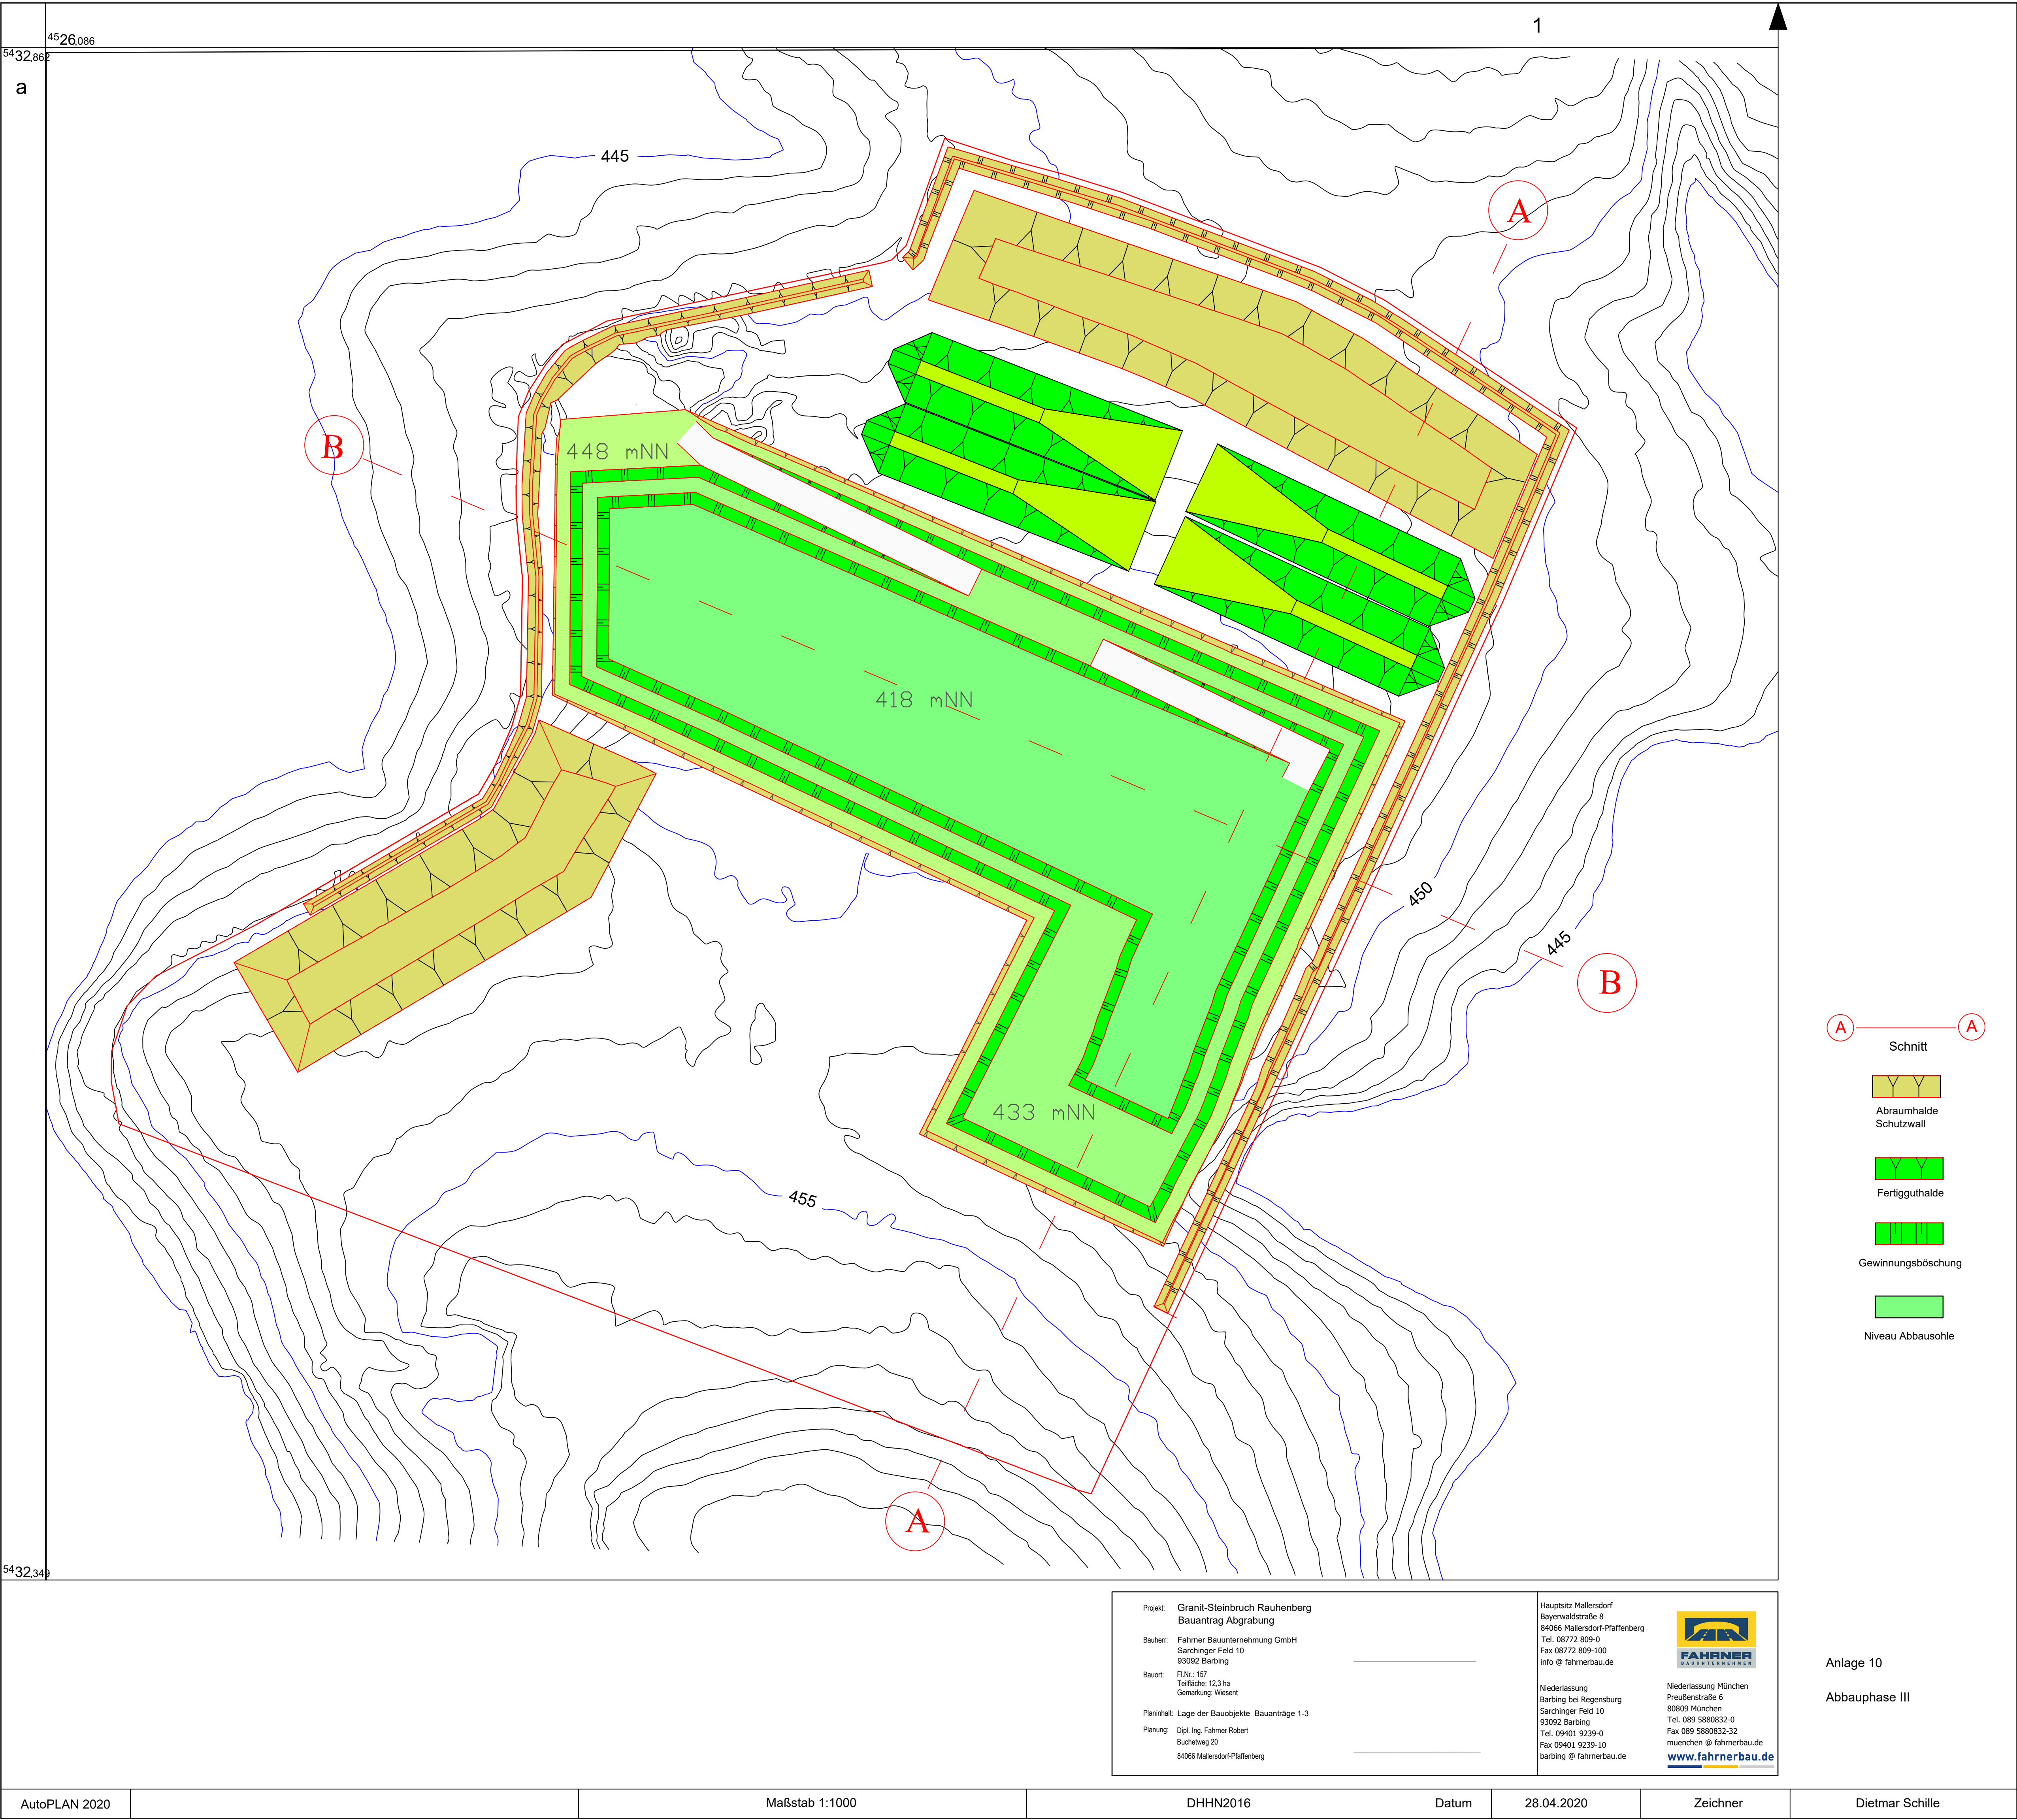 4526,086
1
5432,862
a
445
A
B
448 mNN
418 mNN
450
445
B
433 mNN
455
A
A A
Schnitt
Abraumhalde
Schutzwall
Fertigguthalde
Gewinnungsböschung
Niveau Abbausohle
5432,349
Projekt: Granit-Steinbruch Rauhenberg
Bauantrag Abgrabung
Bauherr: Fahrner Bauunternehmung GmbH
Sarchinger Feld 10
93092 Barbing
Bauort: Fl.Nr.: 157
Teilfläche: 12,3 ha
Gemarkung: Wiesent
Planinhalt: Lage der Bauobjekte Bauanträge 1-3
Planung: Dipl. Ing. Fahrner Robert
Buchetweg 20
84066 Mallersdorf-Pfaffenberg
Hauptsitz Mallersdorf
Bayerwaldstraße 8
84066 Mallersdorf-Pfaffenberg
Tel. 08772 809-0
Fax 08772 809-100
info @ fahrnerbau.de
FAHRNER
BAUUNTERNEHMEN
Niederlassung
Barbing bei Regensburg
Sarchinger Feld 10
93092 Barbing
Tel. 09401 9239-0
Fax 09401 9239-10
barbing @ fahrnerbau.de
Niederlassung München
Preußenstraße 6
80809 München
Tel. 089 5880832-0
Fax 089 5880832-32
muenchen @ fahrnerbau.de
www.fahrnerbau.de
Anlage 10
Abbauphase III
AutoPLAN 2020
Maßstab 1:1000
DHHN2016
Datum
28.04.2020
Zeichner
Dietmar Schille